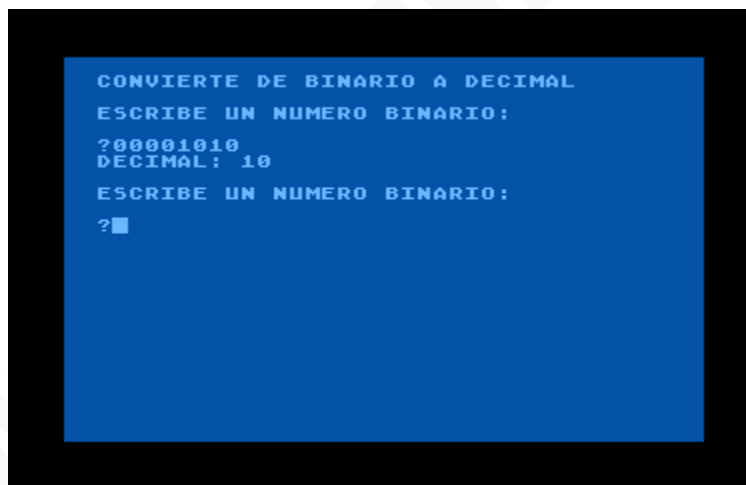 CONVIERTE DE BINARIO A DECIMAL
ESCRIBE UN NUMERO BINARIO:
?00001010
DECIMAL: 10
ESCRIBE UN NUMERO BINARIO:
?